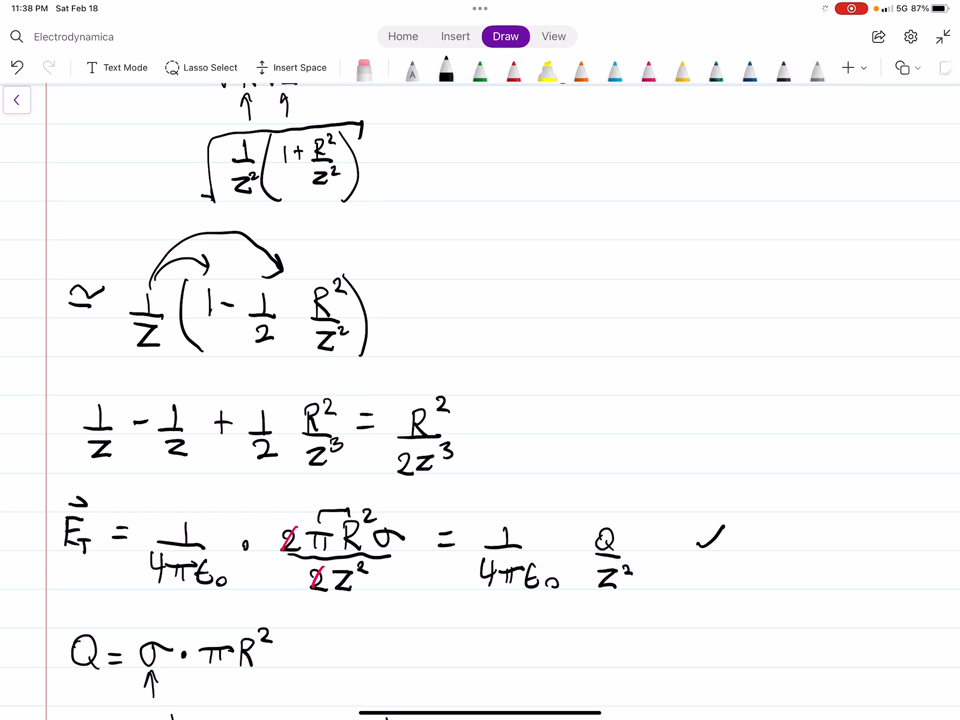 11:38 PM Sat Feb 18 5G 87%
Electrodynamica Home Insert Draw View
Text Mode Lasso Select Insert Space
√(1/z² (1 + R²/z²))
≅ 1/z (1 - 1/2 R²/z²)
1/z - 1/z + 1/2 R²/z³ = R²/2z³
E⃗_T = 1/4πε₀ · 2πR²σ/2z² = 1/4πε₀ Q/z² ✓
Q = σ · πR²